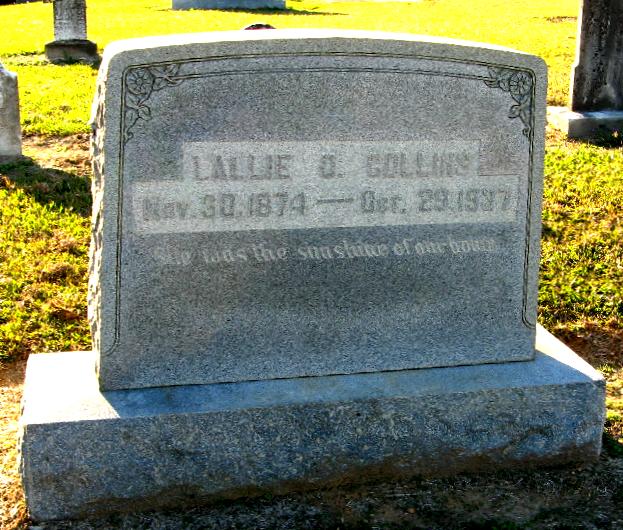 LALLIE O. COLLINS
Nov. 30. 1874 — Oct. 29. 1937
She was the sunshine of our home